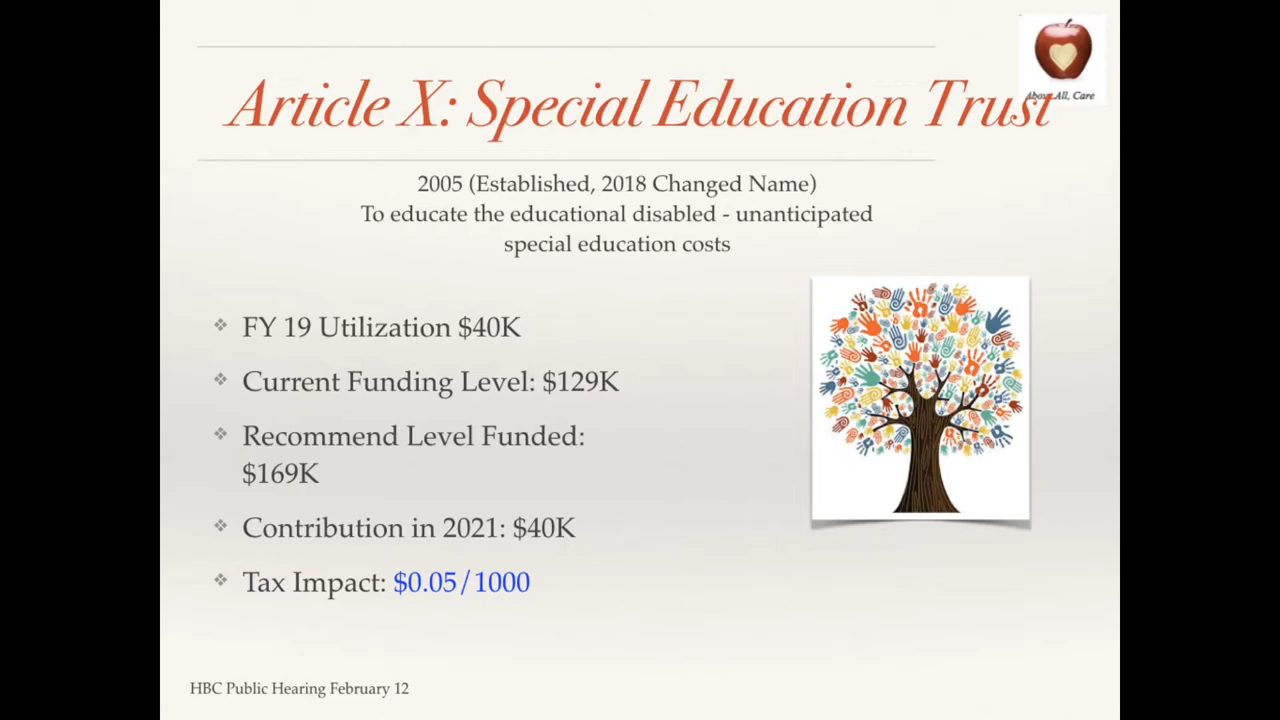 Above All, Care
Article X: Special Education Trust
2005 (Established, 2018 Changed Name)
To educate the educational disabled - unanticipated
special education costs
❖ FY 19 Utilization $40K
❖ Current Funding Level: $129K
❖ Recommend Level Funded:
$169K
❖ Contribution in 2021: $40K
❖ Tax Impact: $0.05/1000
HBC Public Hearing February 12